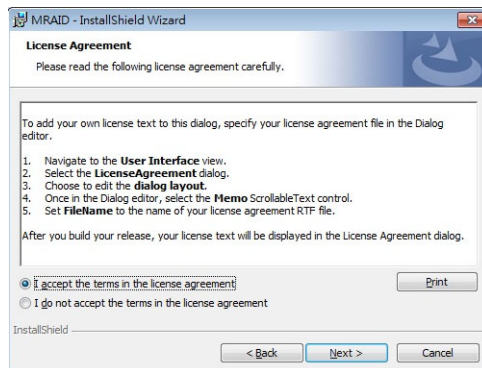 MRAID - InstallShield Wizard
License Agreement
Please read the following license agreement carefully.
To add your own license text to this dialog, specify your license agreement file in the Dialog
editor.
1. Navigate to the User Interface view.
2. Select the LicenseAgreement dialog.
3. Choose to edit the dialog layout.
4. Once in the Dialog editor, select the Memo ScrollableText control.
5. Set FileName to the name of your license agreement RTF file.
After you build your release, your license text will be displayed in the License Agreement dialog.
I accept the terms in the license agreement
Print
I do not accept the terms in the license agreement
InstallShield
< Back Next > Cancel